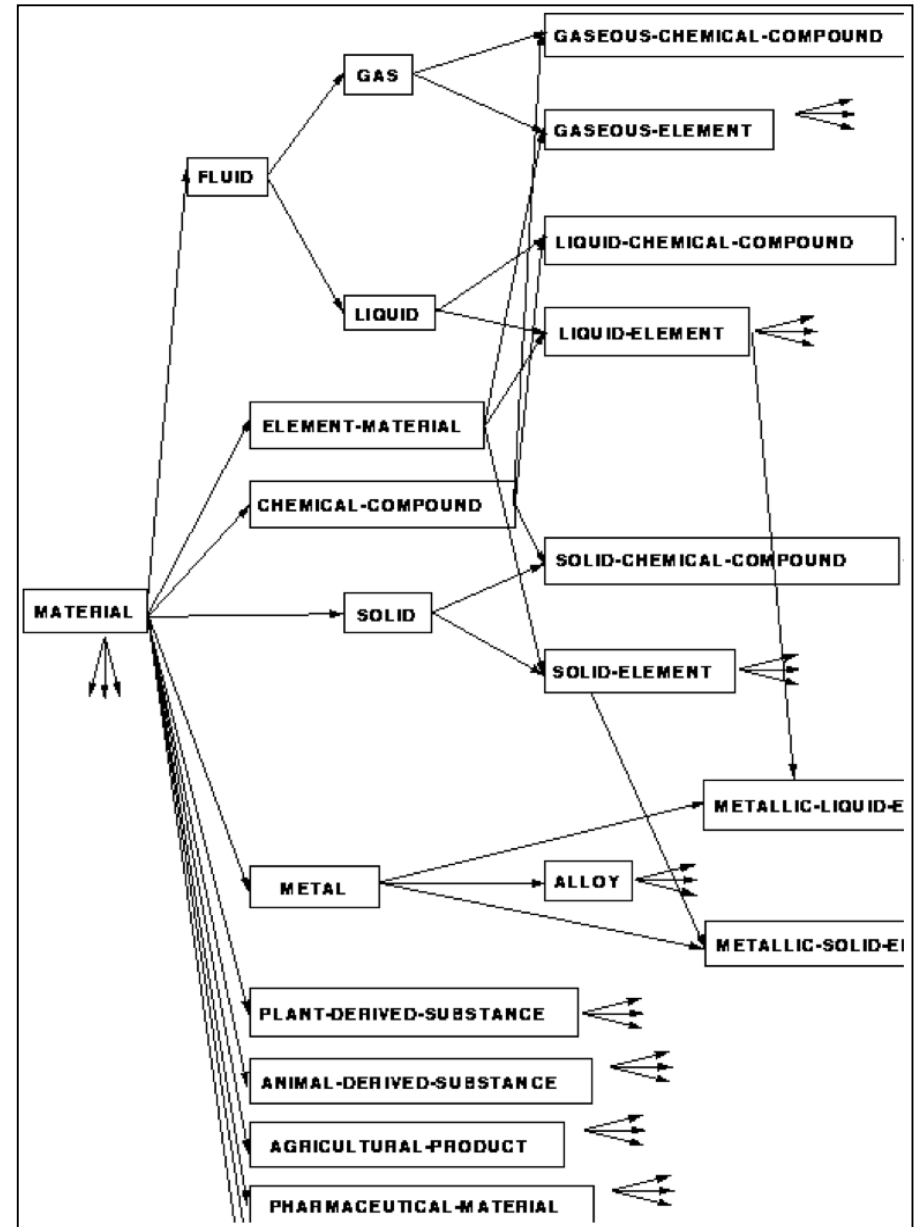 GASEOUS-CHEMICAL-COMPOUND
GAS
GASEOUS-ELEMENT
FLUID
LIQUID-CHEMICAL-COMPOUND
LIQUID
LIQUID-ELEMENT
ELEMENT-MATERIAL
CHEMICAL-COMPOUND
SOLID-CHEMICAL-COMPOUND
MATERIAL
SOLID
SOLID-ELEMENT
METALLIC-LIQUID-E
METAL
ALLOY
METALLIC-SOLID-El
PLANT-DERIVED-SUBSTANCE
ANIMAL-DERIVED-SUBSTANCE
AGRICULTURAL-PRODUCT
PHARMACEUTICAL-MATERIAL